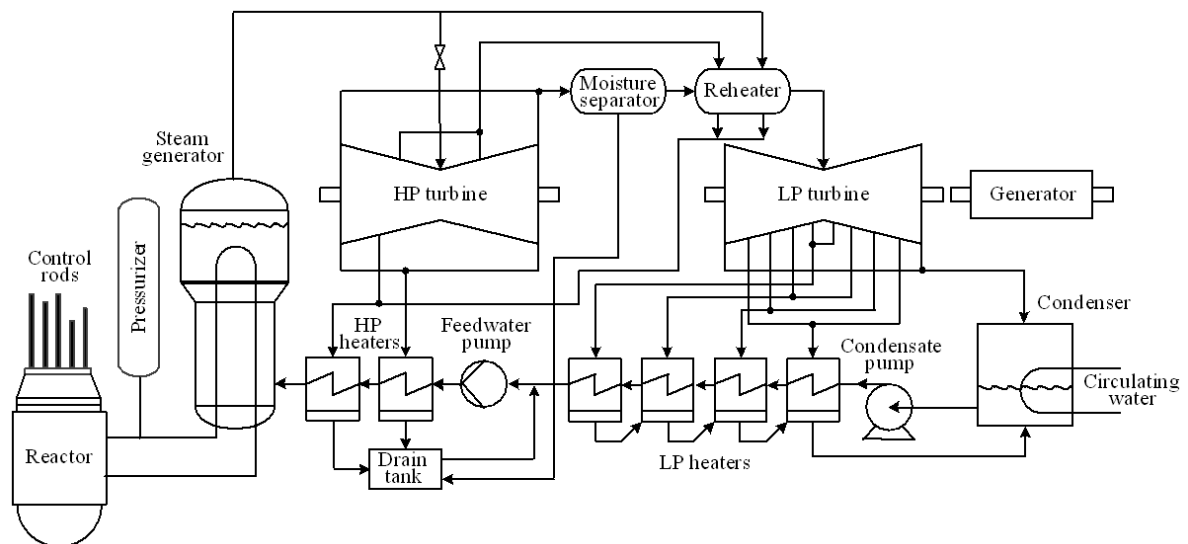 Moisture
separator
Reheater
Steam
generator
HP turbine
LP turbine
Generator
Control
rods
Pressurizer
HP
heaters
Feedwater
pump
Condenser
Condensate
pump
Circulating
water
Reactor
Drain
tank
LP heaters